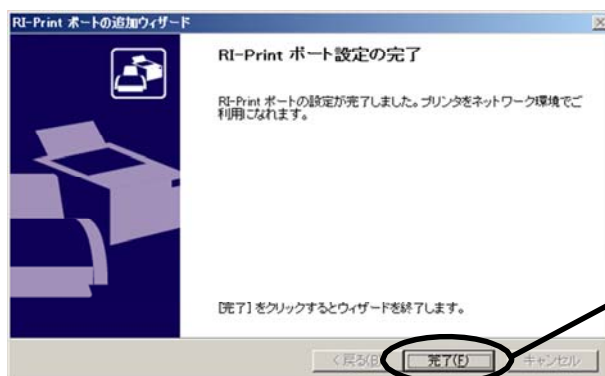 RI-Print ポートの追加ウィザード
RI-Print ポート設定の完了
RI-Print ポートの設定が完了しました。プリンタをネットワーク環境でご
利用になれます。
[完了] をクリックするとウィザードを終了します。
< 戻る(B)
完了(F)
キャンセル